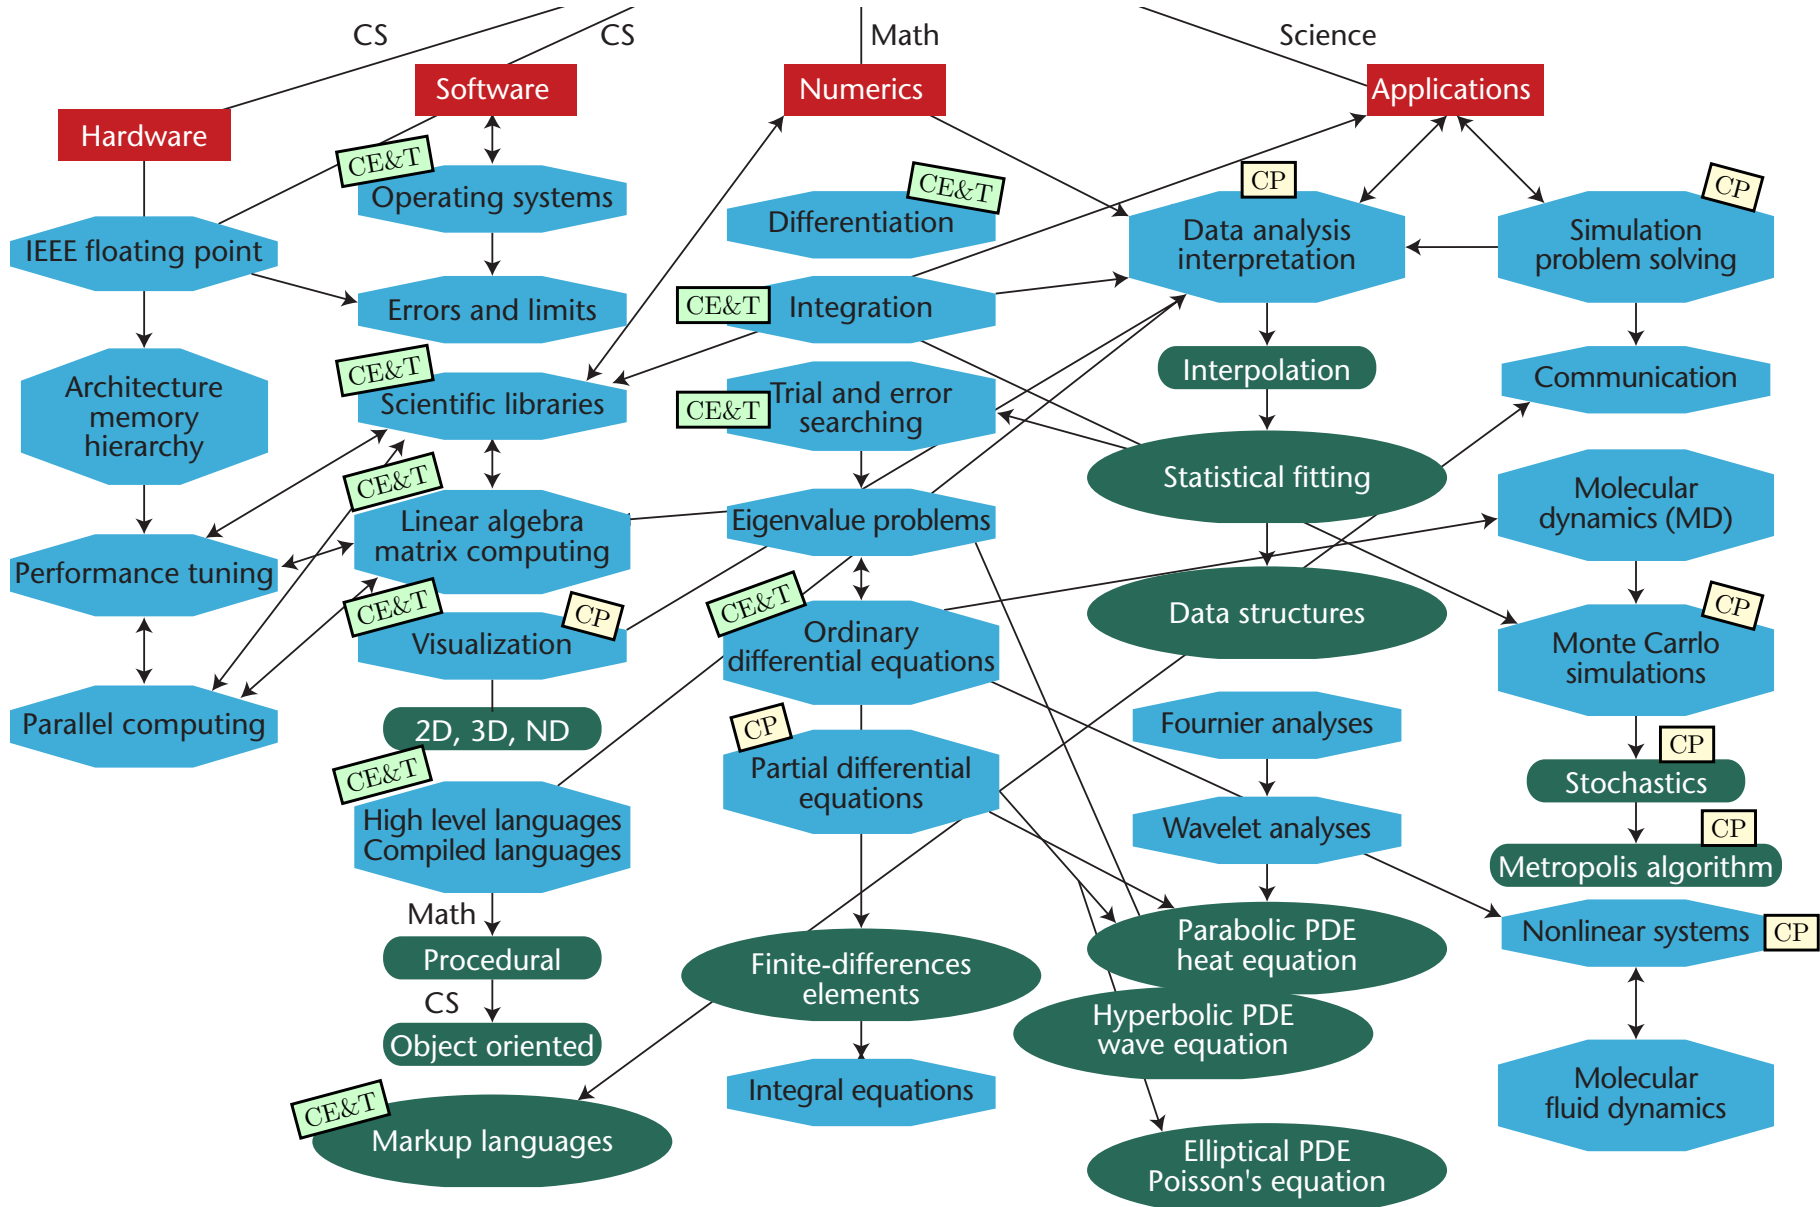 CS
CS
Math
Science
Hardware
Software
Numerics
Applications
CE&T
Operating systems
IEEE floating point
Errors and limits
Architecture
memory
hierarchy
CE&T
Scientific libraries
CE&T
Linear algebra
matrix computing
Performance tuning
CE&T
CP
Visualization
Parallel computing
2D, 3D, ND
CE&T
High level languages
Compiled languages
Math
Procedural
CS
Object oriented
CE&T
Markup languages
CE&T
Differentiation
CE&T
Integration
CE&T
Trial and error
searching
Eigenvalue problems
CE&T
Ordinary
differential equations
CP
Partial differential
equations
Finite-differences
elements
Integral equations
CP
Data analysis
interpretation
Interpolation
Statistical fitting
Data structures
Fournier analyses
Wavelet analyses
Parabolic PDE
heat equation
Hyperbolic PDE
wave equation
Elliptical PDE
Poisson's equation
CP
Simulation
problem solving
Communication
Molecular
dynamics (MD)
CP
Monte Carrlo
simulations
CP
Stochastics
CP
Metropolis algorithm
Nonlinear systems
CP
Molecular
fluid dynamics